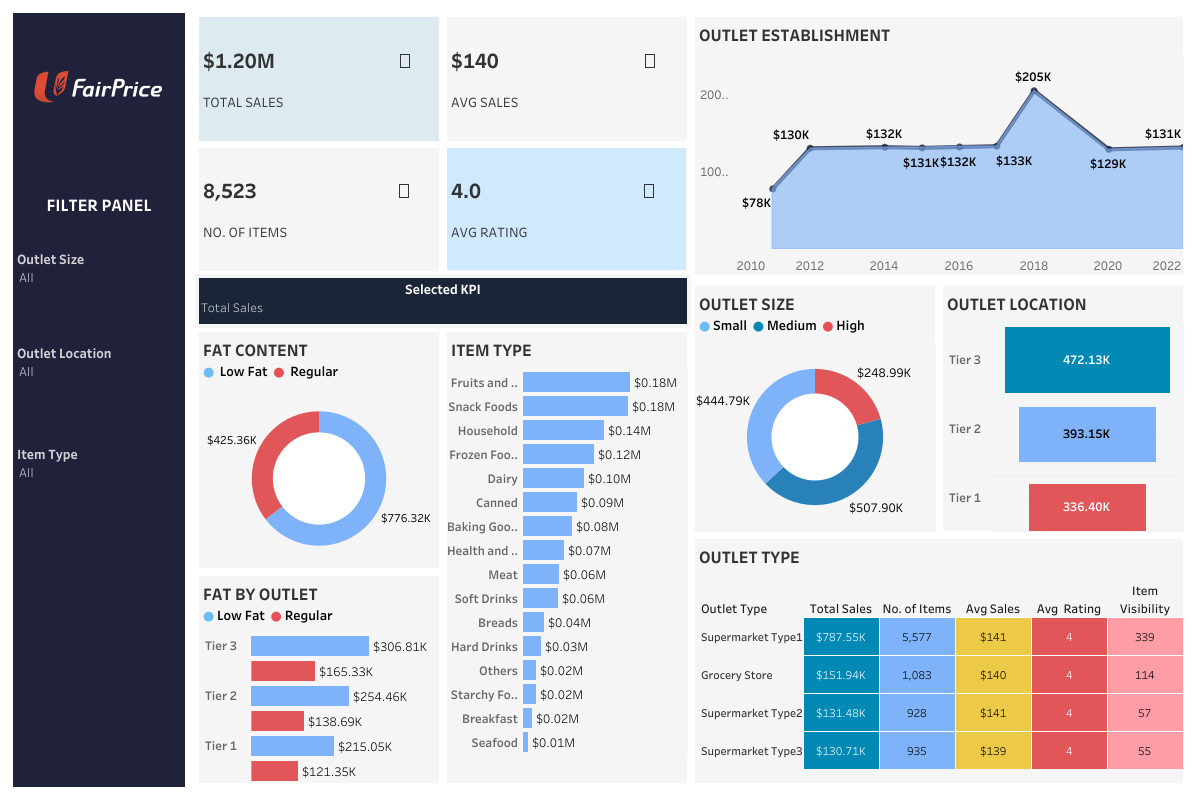 FairPrice
FILTER PANEL
Outlet Size
All
Outlet Location
All
Item Type
All
$1.20M
TOTAL SALES
$140
AVG SALES
8,523
NO. OF ITEMS
4.0
AVG RATING
Selected KPI
Total Sales
FAT CONTENT
Low Fat Regular
$425.36K
$776.32K
FAT BY OUTLET
Low Fat Regular
Tier 3 $306.81K
$165.33K
Tier 2 $254.46K
$138.69K
Tier 1 $215.05K
$121.35K
ITEM TYPE
Fruits and .. $0.18M
Snack Foods $0.18M
Household $0.14M
Frozen Foo.. $0.12M
Dairy $0.10M
Canned $0.09M
Baking Goo.. $0.08M
Health and .. $0.07M
Meat $0.06M
Soft Drinks $0.06M
Breads $0.04M
Hard Drinks $0.03M
Others $0.02M
Starchy Fo.. $0.02M
Breakfast $0.02M
Seafood $0.01M
OUTLET ESTABLISHMENT
200..
100..
$78K $130K $132K $131K $132K $133K $205K $129K $131K
2010 2012 2014 2016 2018 2020 2022
OUTLET SIZE
Small Medium High
$248.99K
$444.79K
$507.90K
OUTLET LOCATION
Tier 3 472.13K
Tier 2 393.15K
Tier 1 336.40K
OUTLET TYPE
Outlet Type Total Sales No. of Items Avg Sales Avg Rating Item Visibility
Supermarket Type1 $787.55K 5,577 $141 4 339
Grocery Store $151.94K 1,083 $140 4 114
Supermarket Type2 $131.48K 928 $141 4 57
Supermarket Type3 $130.71K 935 $139 4 55